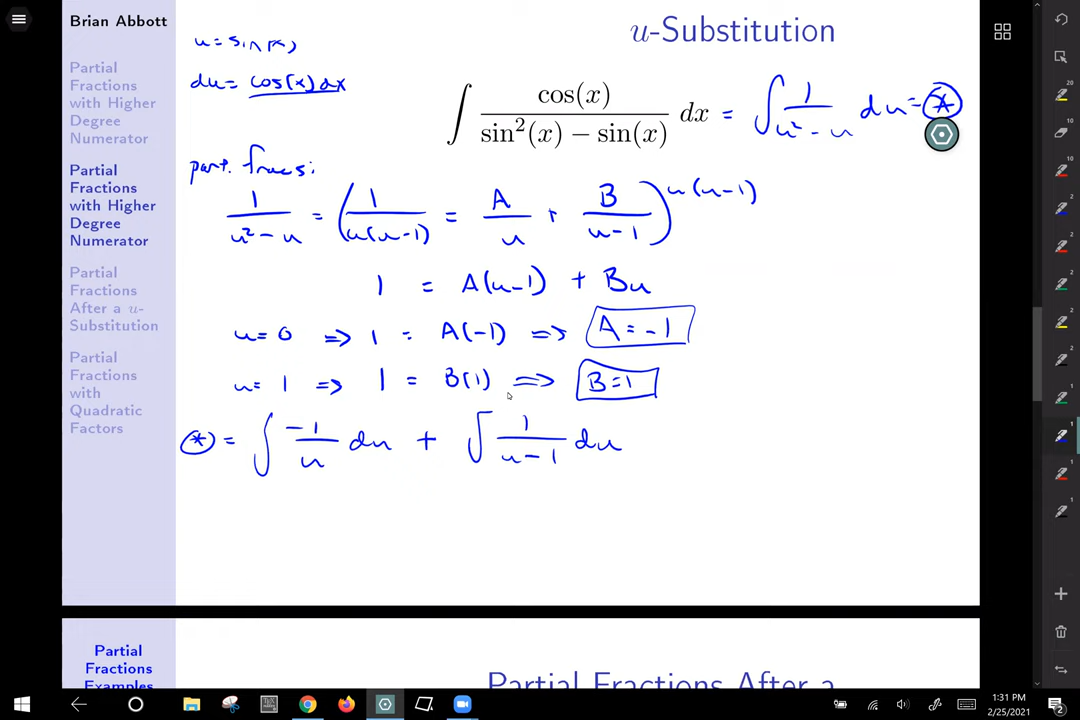 Brian Abbott
Partial
Fractions
with Higher
Degree
Numerator
Partial
Fractions
with Higher
Degree
Numerator
Partial
Fractions
After a u-
Substitution
Partial
Fractions
with
Quadratic
Factors
u-Substitution
u = sin(x)
du = cos(x) dx
∫ cos(x) / (sin²(x) − sin(x)) dx = ∫ 1/(u² − u) du = (*)
part. fracs:
1/(u² − u) = (1/(u(u−1)) = A/u + B/(u−1)) u(u−1)
1 = A(u−1) + Bu
u = 0 ⇒ 1 = A(−1) ⇒ A = −1
u = 1 ⇒ 1 = B(1) ⇒ B = 1
(*) = ∫ −1/u du + ∫ 1/(u−1) du
Partial
Fractions
Examples
Partial Fractions After a
1:31 PM
2/25/2021